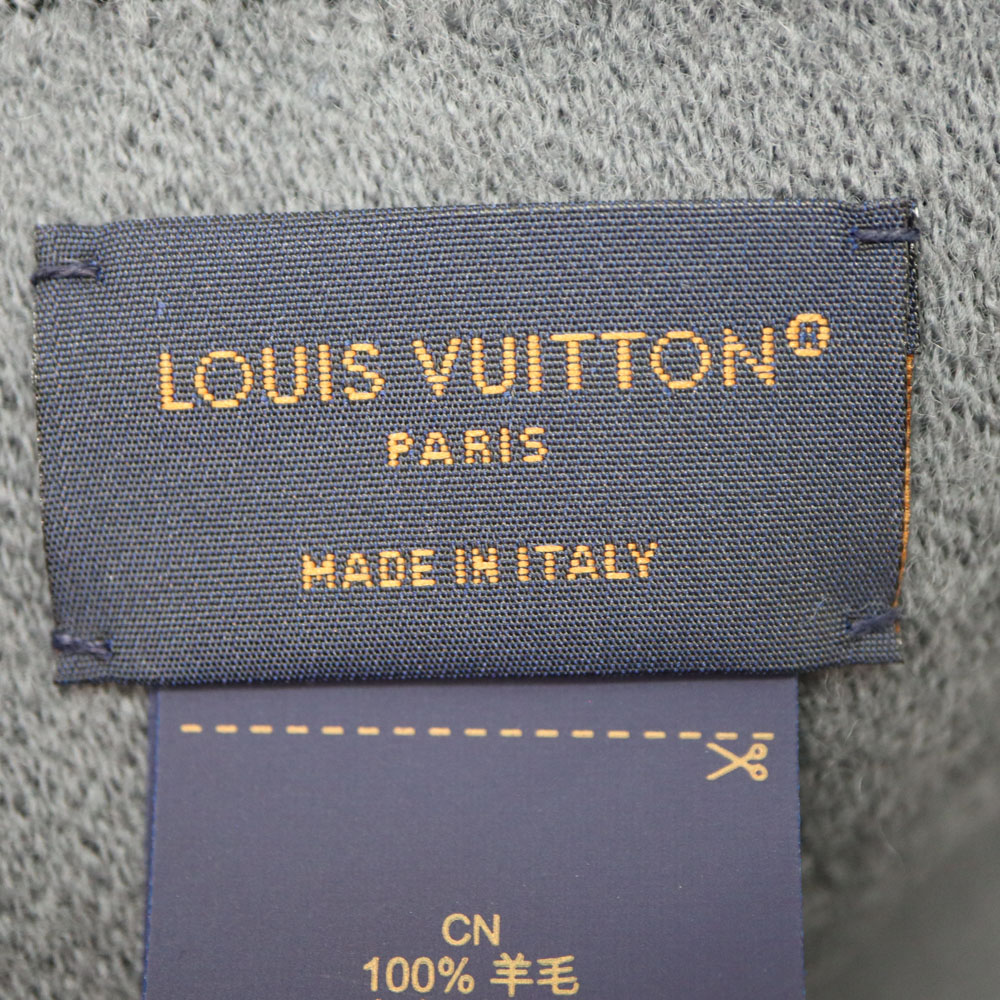 LOUIS VUITTON®
PARIS
MADE IN ITALY
CN
100% 羊毛